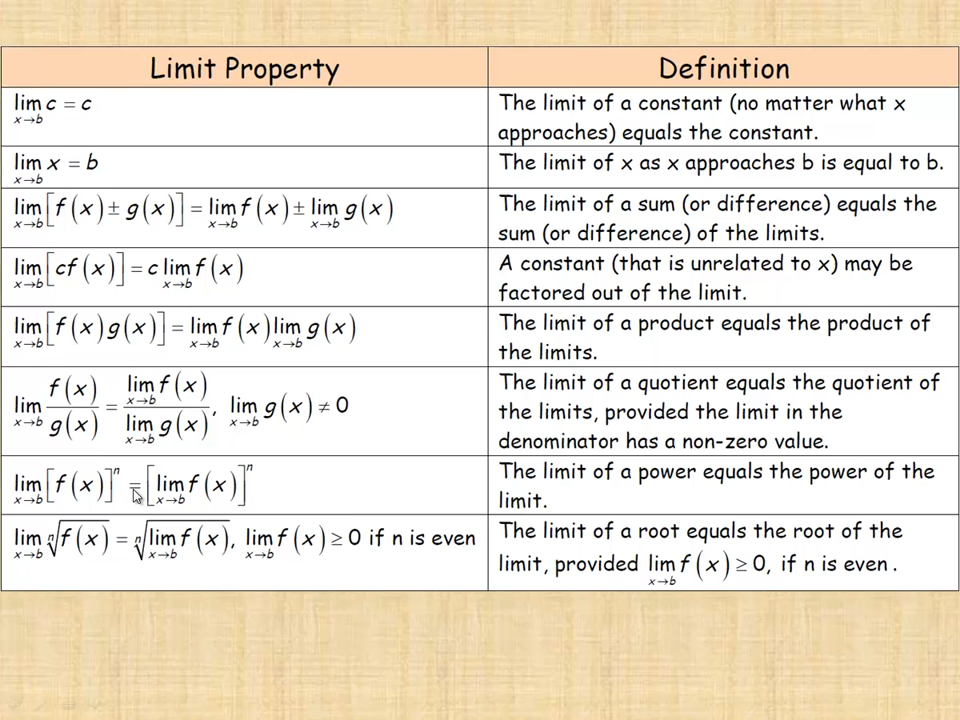 Limit Property
Definition
lim x→b c = c
The limit of a constant (no matter what x
approaches) equals the constant.
lim x→b x = b
The limit of x as x approaches b is equal to b.
lim x→b [f(x) ± g(x)] = lim x→b f(x) ± lim x→b g(x)
The limit of a sum (or difference) equals the
sum (or difference) of the limits.
lim x→b [cf(x)] = c lim x→b f(x)
A constant (that is unrelated to x) may be
factored out of the limit.
lim x→b [f(x)g(x)] = lim x→b f(x) lim x→b g(x)
The limit of a product equals the product of
the limits.
lim x→b f(x)/g(x) = lim x→b f(x) / lim x→b g(x), lim x→b g(x) ≠ 0
The limit of a quotient equals the quotient of
the limits, provided the limit in the
denominator has a non-zero value.
lim x→b [f(x)]ⁿ = [lim x→b f(x)]ⁿ
The limit of a power equals the power of the
limit.
lim x→b ⁿ√f(x) = ⁿ√lim x→b f(x), lim x→b f(x) ≥ 0 if n is even
The limit of a root equals the root of the
limit, provided lim x→b f(x) ≥ 0, if n is even.